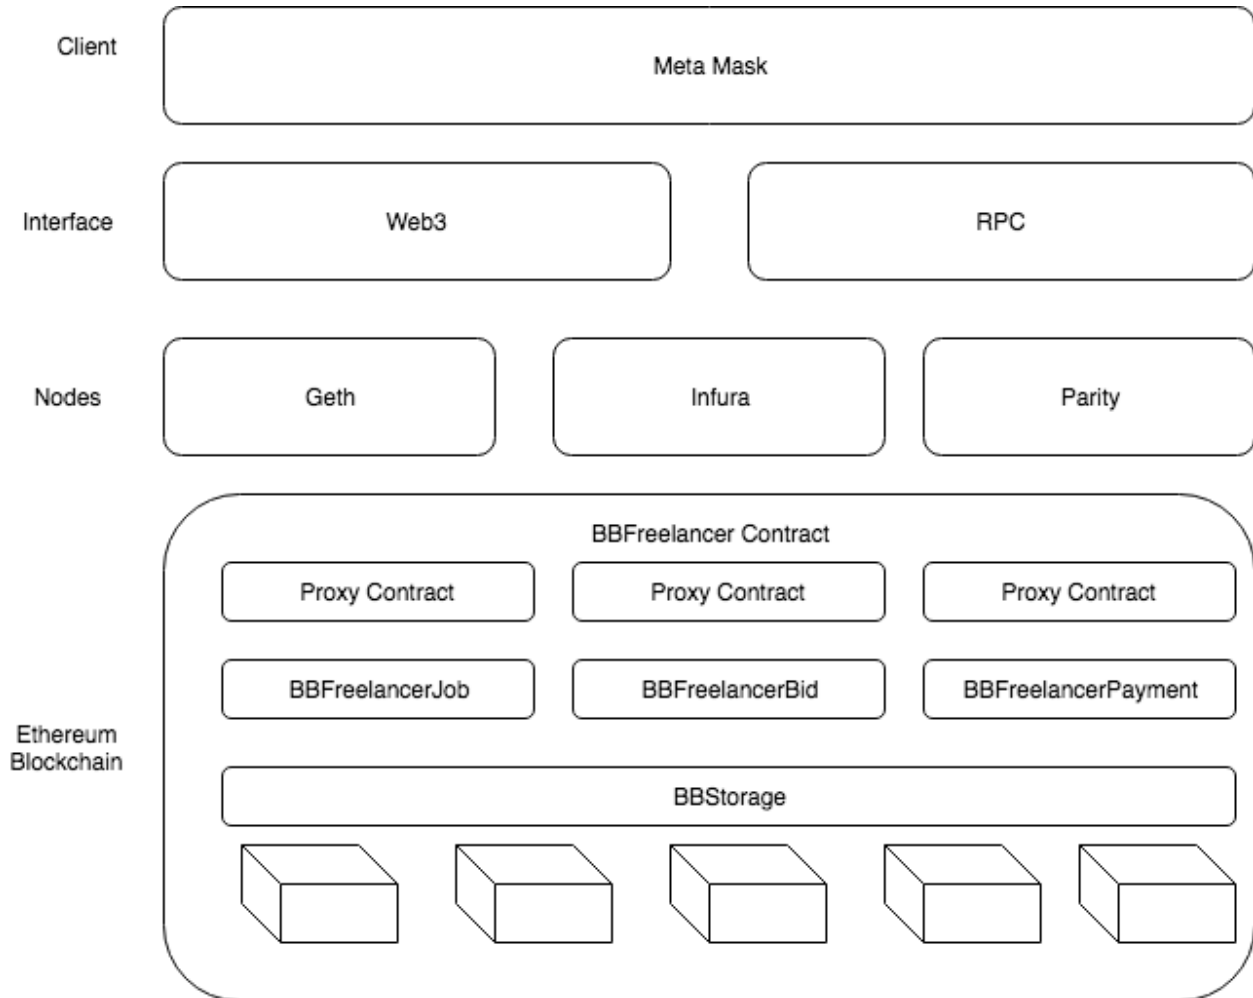 Client
Meta Mask
Interface
Web3
RPC
Nodes
Geth
Infura
Parity
BBFreelancer Contract
Proxy Contract
Proxy Contract
Proxy Contract
BBFreelancerJob
BBFreelancerBid
BBFreelancerPayment
Ethereum
Blockchain
BBStorage